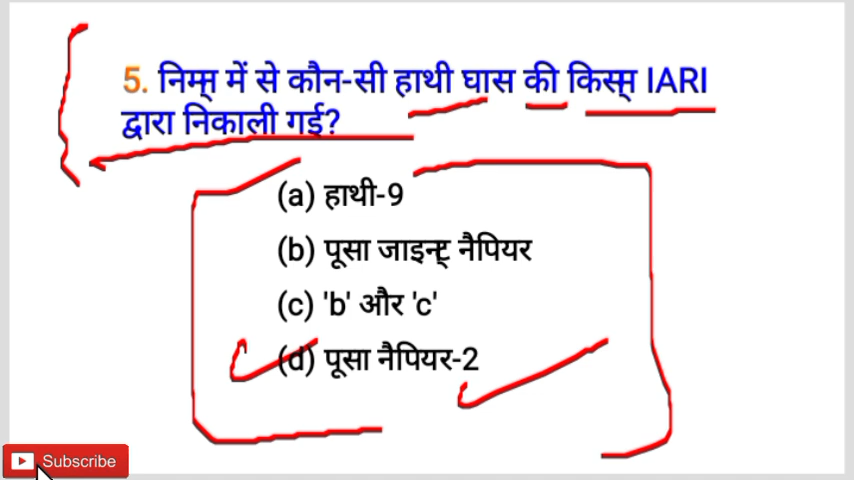 5. निम्न में से कौन-सी हाथी घास की किस्म IARI
द्वारा निकाली गई?
(a) हाथी-9
(b) पूसा जाइन्ट् नैपियर
(c) 'b' और 'c'
(d) पूसा नैपियर-2
Subscribe